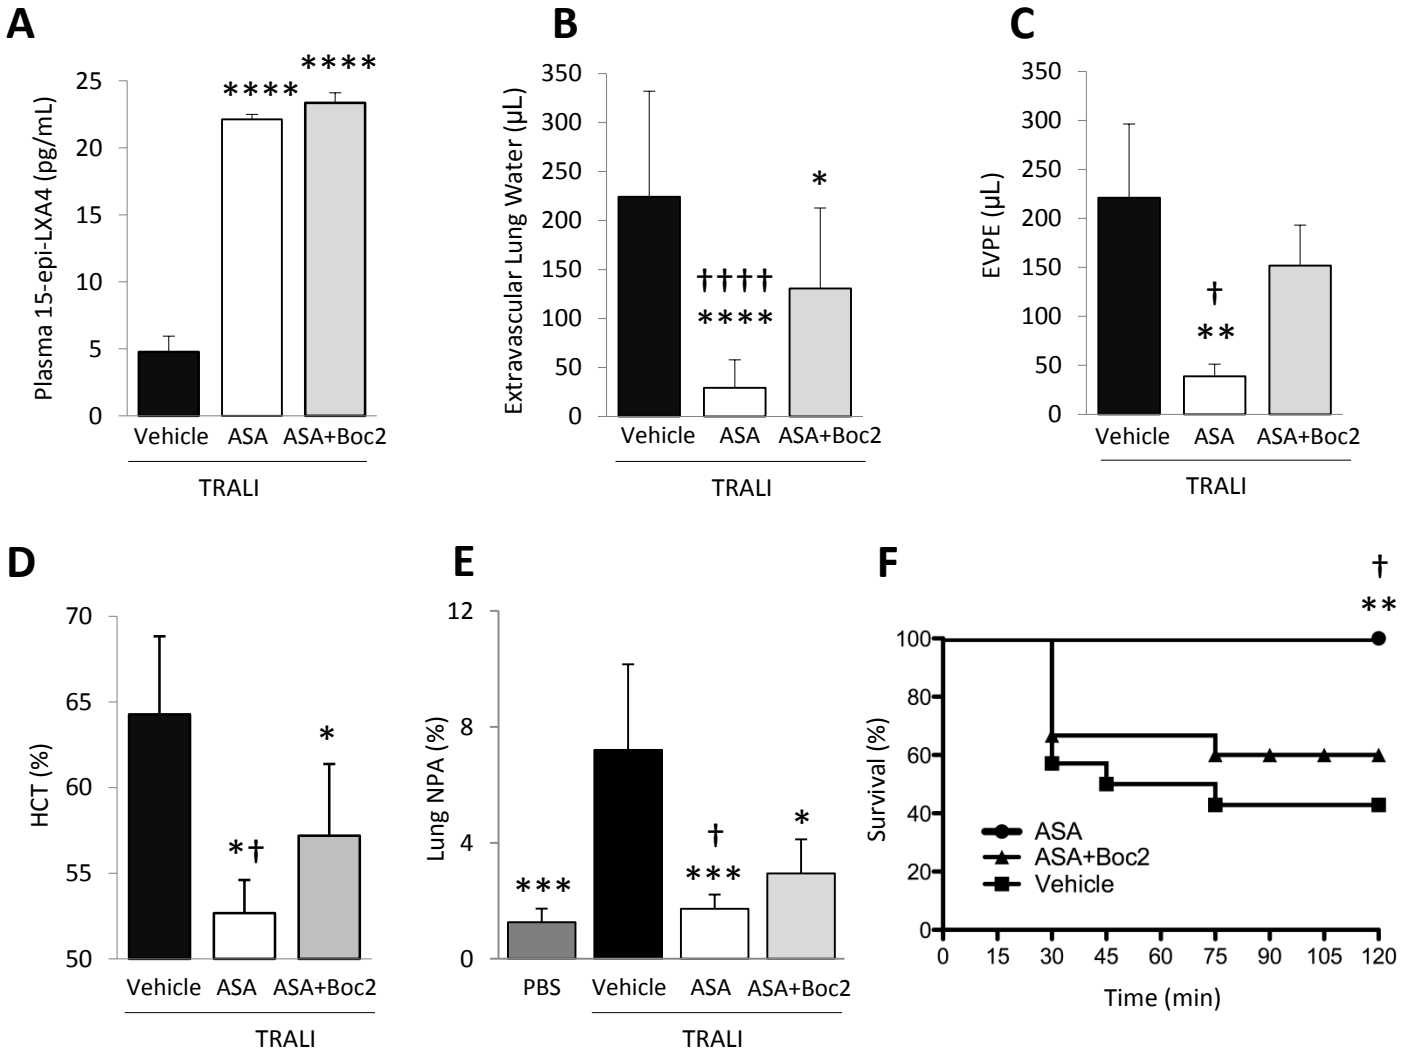 A
Plasma 15-epi-LXA4 (pg/mL)
25
20
15
10
5
0
****
****
Vehicle ASA ASA+Boc2
TRALI
B
Extravascular Lung Water (µL)
350
300
250
200
150
100
50
0
††††
****
*
Vehicle ASA ASA+Boc2
TRALI
C
EVPE (µL)
350
300
250
200
150
100
50
0
†
**
Vehicle ASA ASA+Boc2
TRALI
D
HCT (%)
70
65
60
55
50
*†
*
Vehicle ASA ASA+Boc2
TRALI
E
Lung NPA (%)
12
8
4
0
***
†
***
*
PBS Vehicle ASA ASA+Boc2
TRALI
F
†
**
Survival (%)
100
80
60
40
20
0
ASA
ASA+Boc2
Vehicle
0 15 30 45 60 75 90 105 120
Time (min)